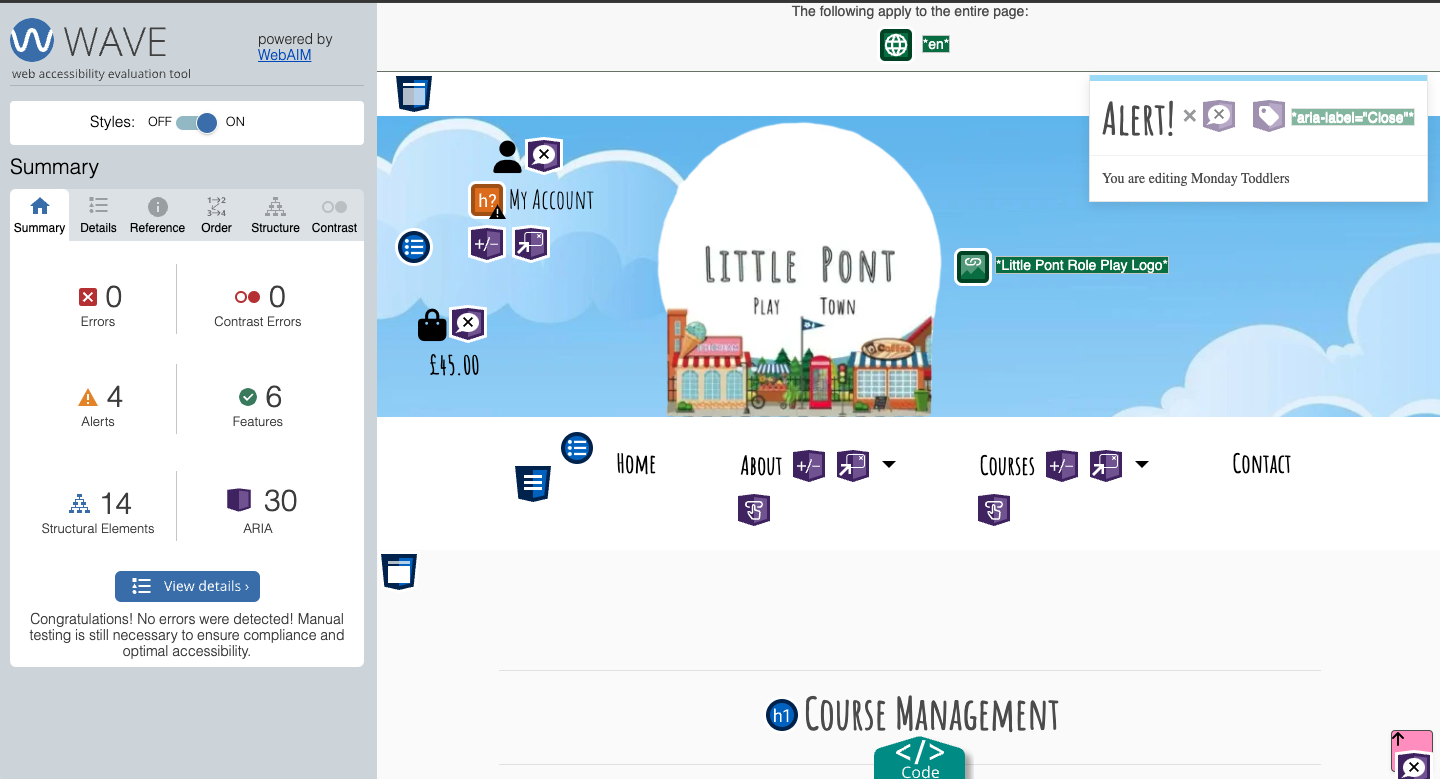 WAVE
web accessibility evaluation tool
powered by
WebAIM
Styles: OFF ON
Summary
Summary Details Reference Order Structure Contrast
1→2
3→4
0
Errors
0
Contrast Errors
4
Alerts
6
Features
14
Structural Elements
30
ARIA
View details ›
Congratulations! No errors were detected! Manual
testing is still necessary to ensure compliance and
optimal accessibility.
The following apply to the entire page:
*en*
Alert! × *aria-label="Close"*
You are editing Monday Toddlers
h? My Account
+/-
£45.00
Little Pont
Play Town
Coffee
*Little Pont Role Play Logo*
Home About +/- Courses +/- Contact
h1 Course Management
</>
Code